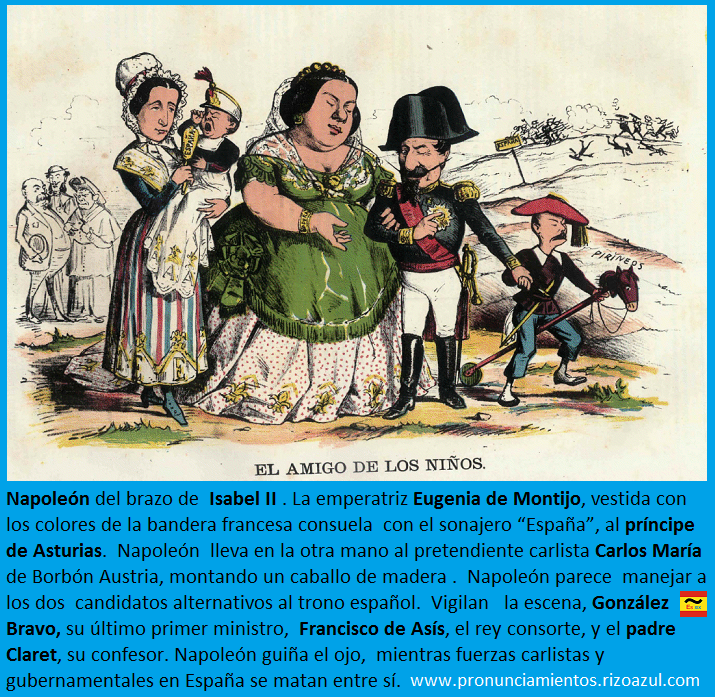 ESPAÑA
ESPAÑA
PIRINEOS
EL AMIGO DE LOS NIÑOS.
Napoleón del brazo de Isabel II . La emperatriz Eugenia de Montijo, vestida con
los colores de la bandera francesa consuela con el sonajero “España”, al príncipe
de Asturias. Napoleón lleva en la otra mano al pretendiente carlista Carlos María
de Borbón Austria, montando un caballo de madera . Napoleón parece manejar a
los dos candidatos alternativos al trono español. Vigilan la escena, González
Bravo, su último primer ministro, Francisco de Asís, el rey consorte, y el padre
Claret, su confesor. Napoleón guiña el ojo, mientras fuerzas carlistas y
gubernamentales en España se matan entre sí. www.pronunciamientos.rizoazul.com